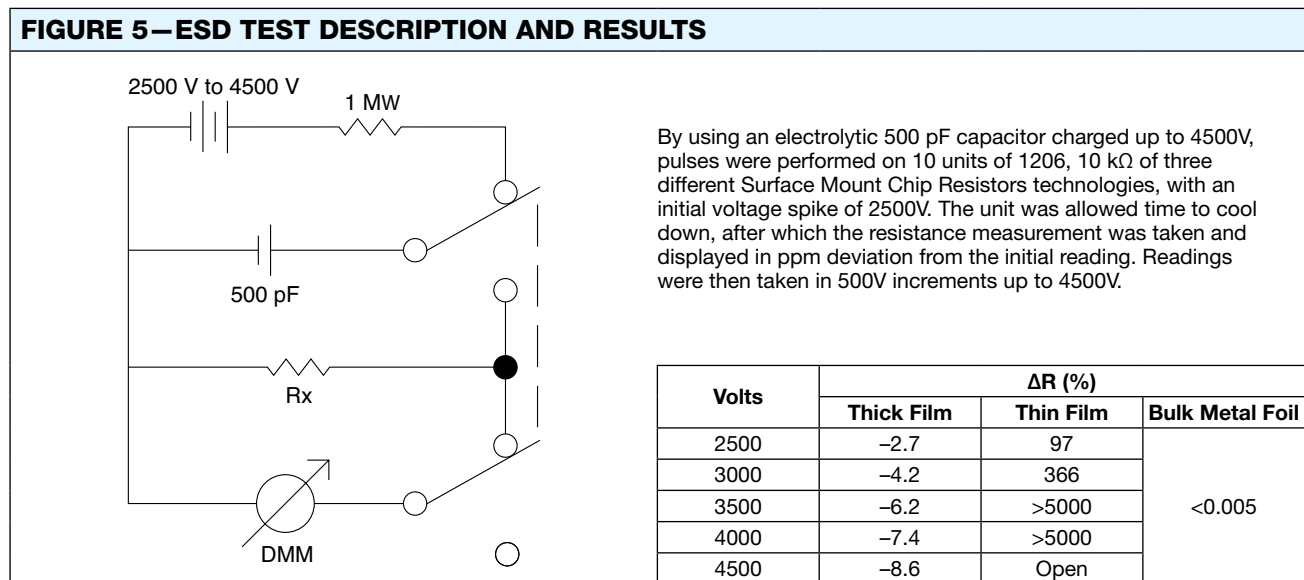 FIGURE 5—ESD TEST DESCRIPTION AND RESULTS
2500 V to 4500 V
1 MW
500 pF
Rx
DMM
By using an electrolytic 500 pF capacitor charged up to 4500V,
pulses were performed on 10 units of 1206, 10 kΩ of three
different Surface Mount Chip Resistors technologies, with an
initial voltage spike of 2500V. The unit was allowed time to cool
down, after which the resistance measurement was taken and
displayed in ppm deviation from the initial reading. Readings
were then taken in 500V increments up to 4500V.
Volts ΔR (%)
Thick Film Thin Film Bulk Metal Foil
2500 –2.7 97
3000 –4.2 366
3500 –6.2 >5000 <0.005
4000 –7.4 >5000
4500 –8.6 Open